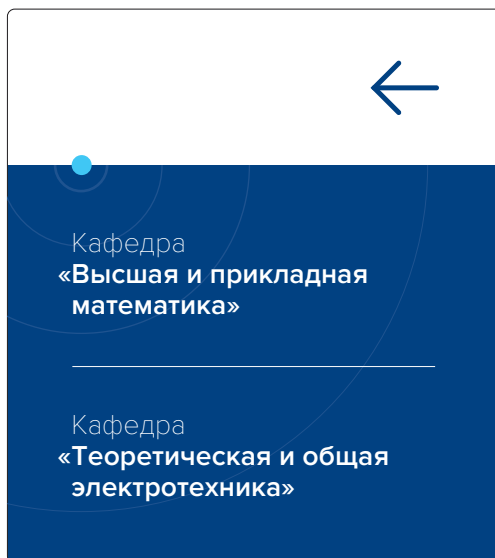 Кафедра
«Высшая и прикладная
математика»
Кафедра
«Теоретическая и общая
электротехника»